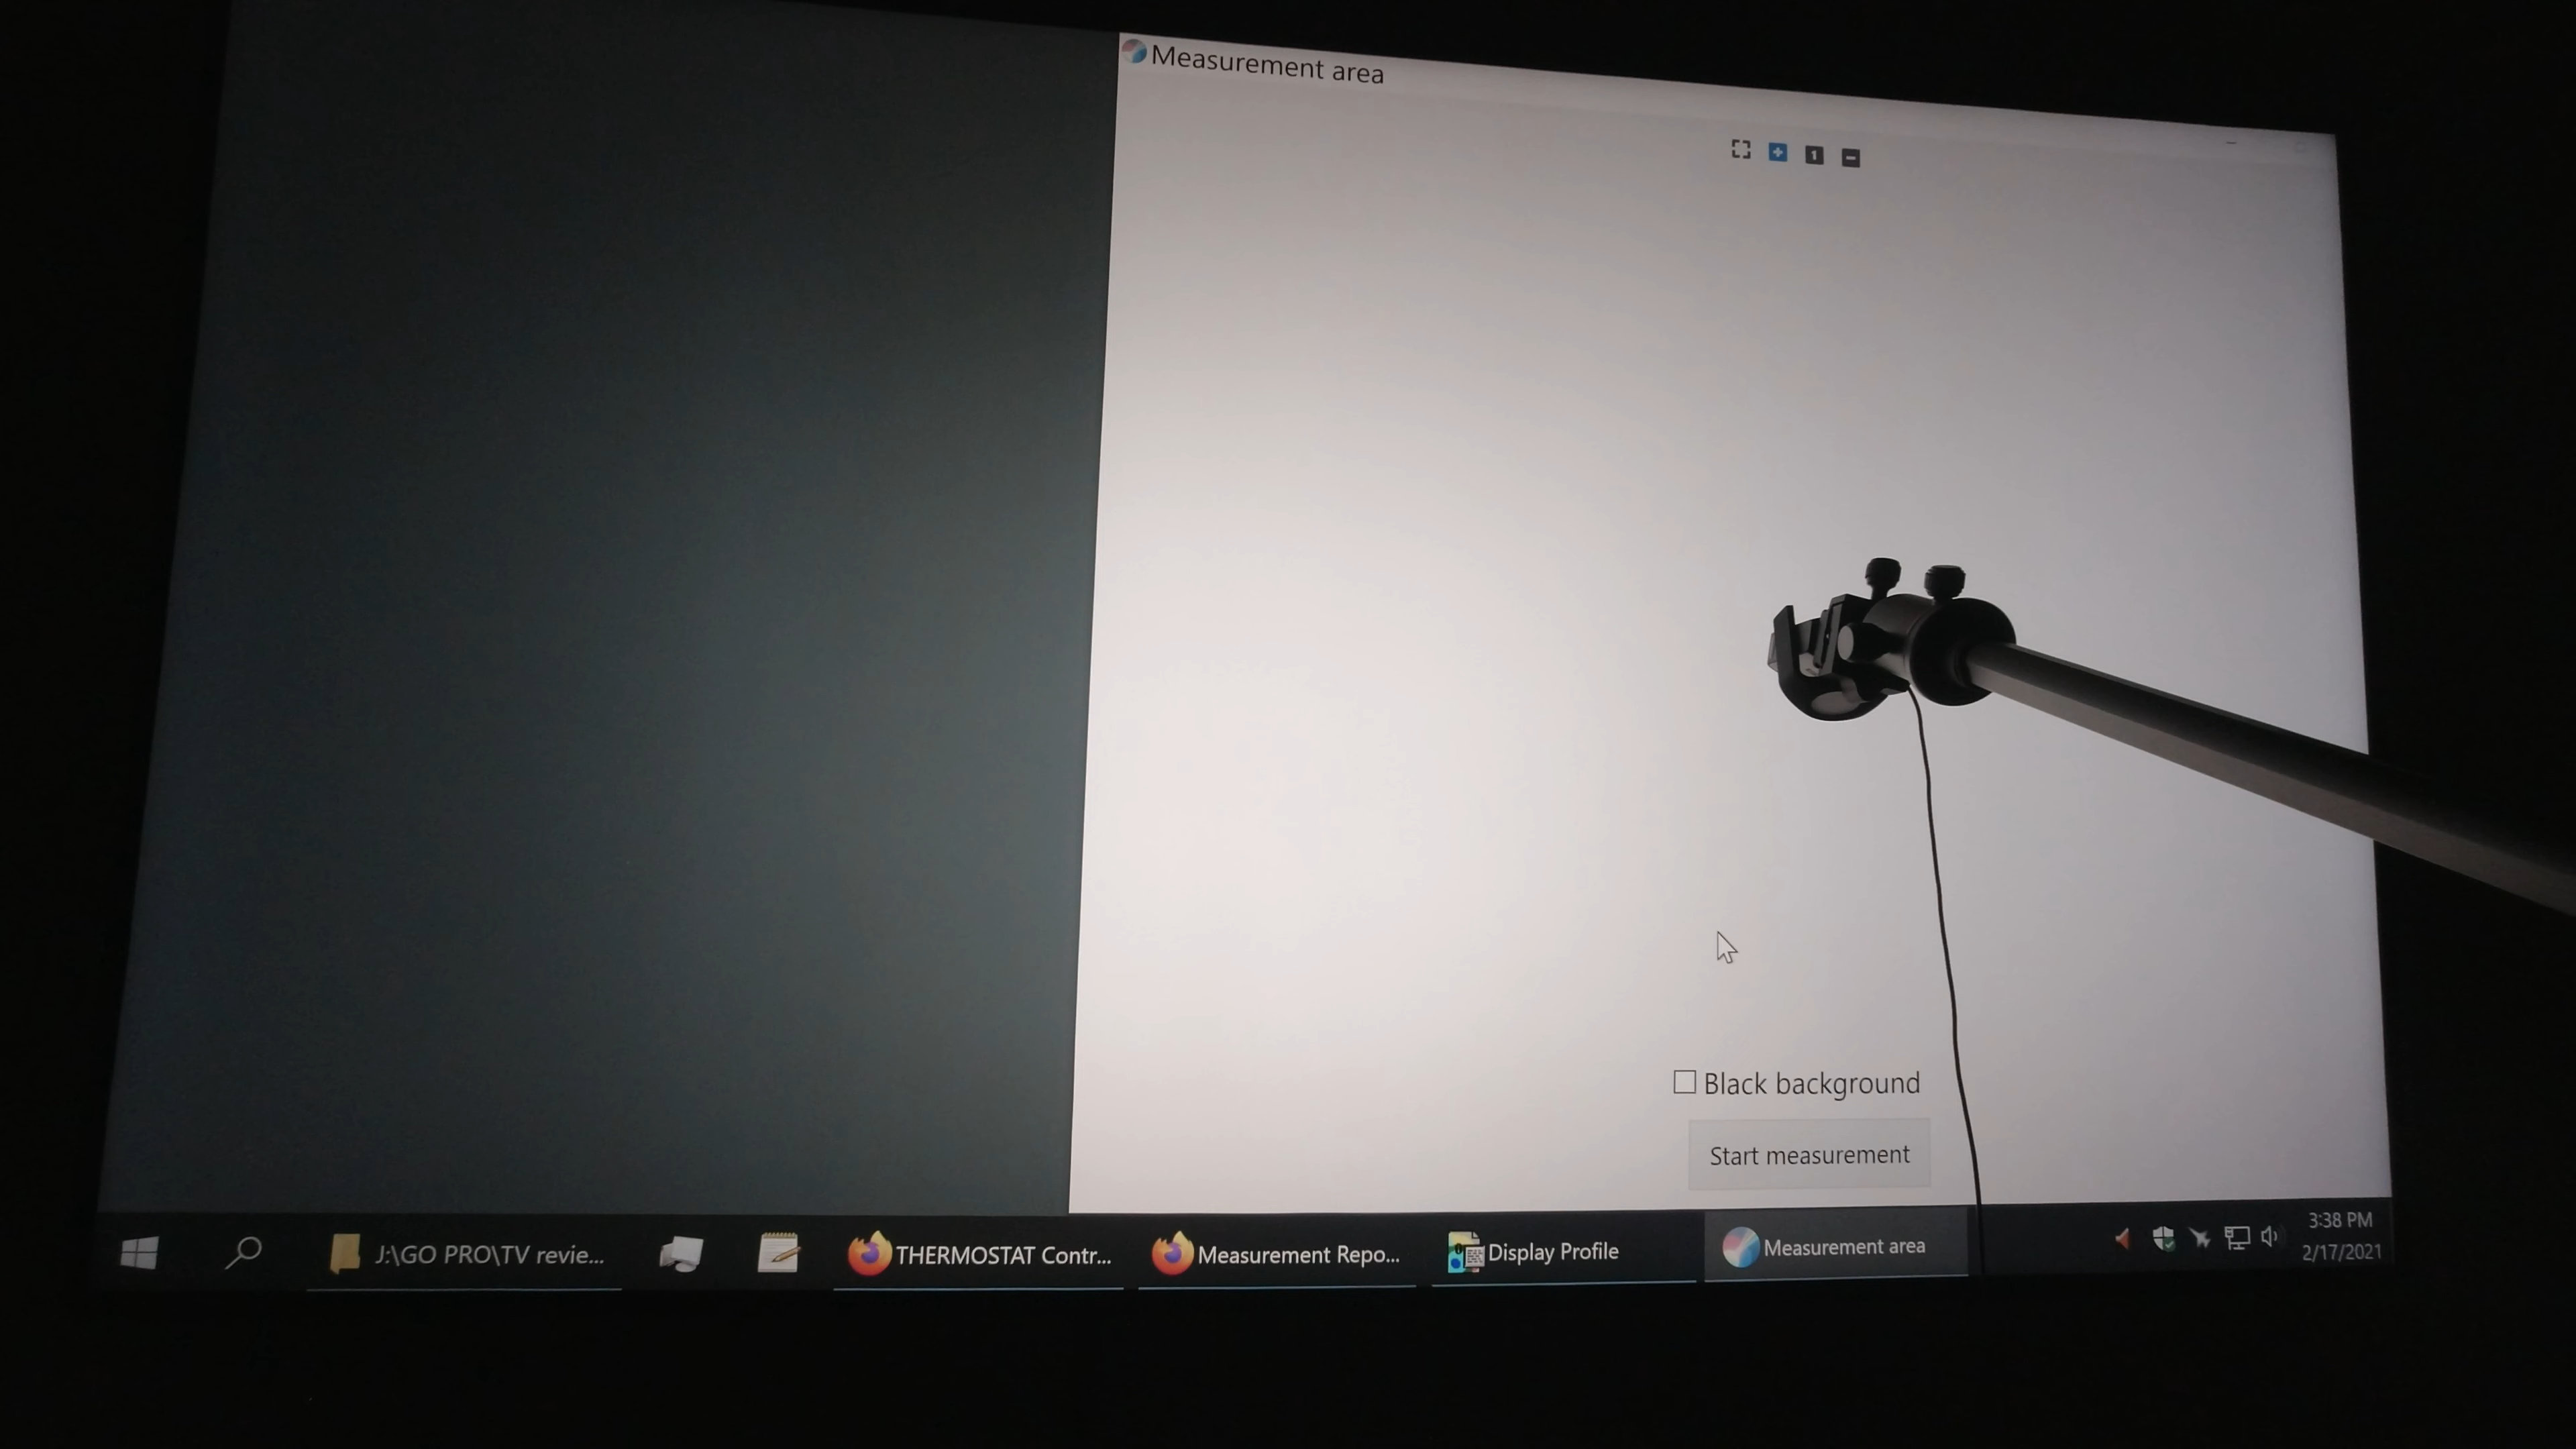 Measurement area
1
Black background
Start measurement
J:\GO PRO\TV revie...
THERMOSTAT Contr...
Measurement Repo...
Display Profile
Measurement area
3:38 PM
2/17/2021